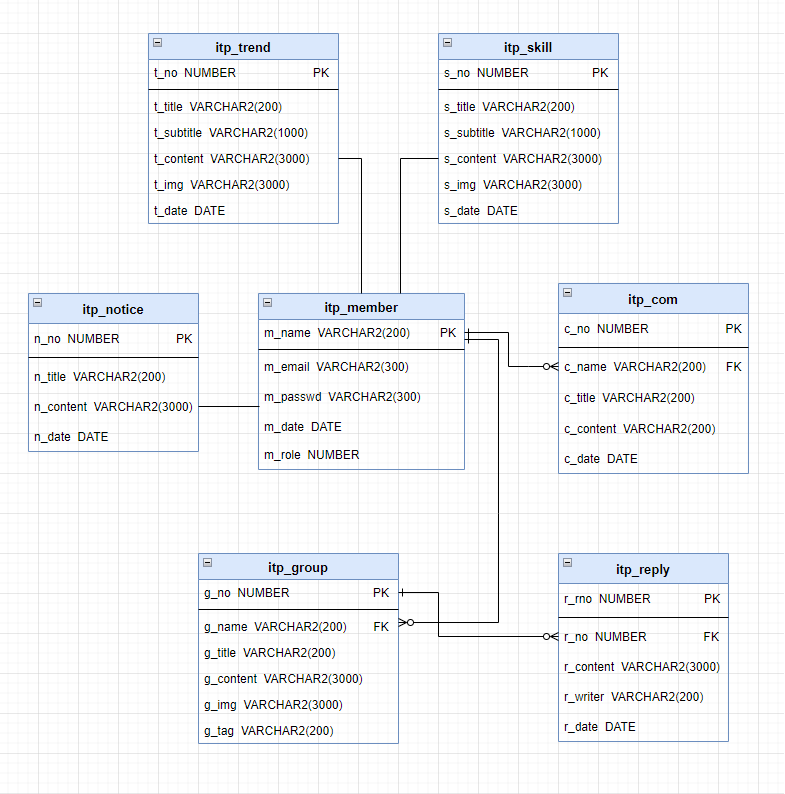 itp_trend
t_no NUMBER PK
t_title VARCHAR2(200)
t_subtitle VARCHAR2(1000)
t_content VARCHAR2(3000)
t_img VARCHAR2(3000)
t_date DATE
itp_skill
s_no NUMBER PK
s_title VARCHAR2(200)
s_subtitle VARCHAR2(1000)
s_content VARCHAR2(3000)
s_img VARCHAR2(3000)
s_date DATE
itp_notice
n_no NUMBER PK
n_title VARCHAR2(200)
n_content VARCHAR2(3000)
n_date DATE
itp_member
m_name VARCHAR2(200) PK
m_email VARCHAR2(300)
m_passwd VARCHAR2(300)
m_date DATE
m_role NUMBER
itp_com
c_no NUMBER PK
c_name VARCHAR2(200) FK
c_title VARCHAR2(200)
c_content VARCHAR2(200)
c_date DATE
itp_group
g_no NUMBER PK
g_name VARCHAR2(200) FK
g_title VARCHAR2(200)
g_content VARCHAR2(3000)
g_img VARCHAR2(3000)
g_tag VARCHAR2(200)
itp_reply
r_rno NUMBER PK
r_no NUMBER FK
r_content VARCHAR2(3000)
r_writer VARCHAR2(200)
r_date DATE